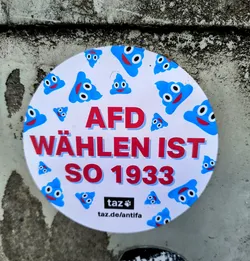 AFD
WÄHLEN IST
SO 1933
taz
taz.de/antifa